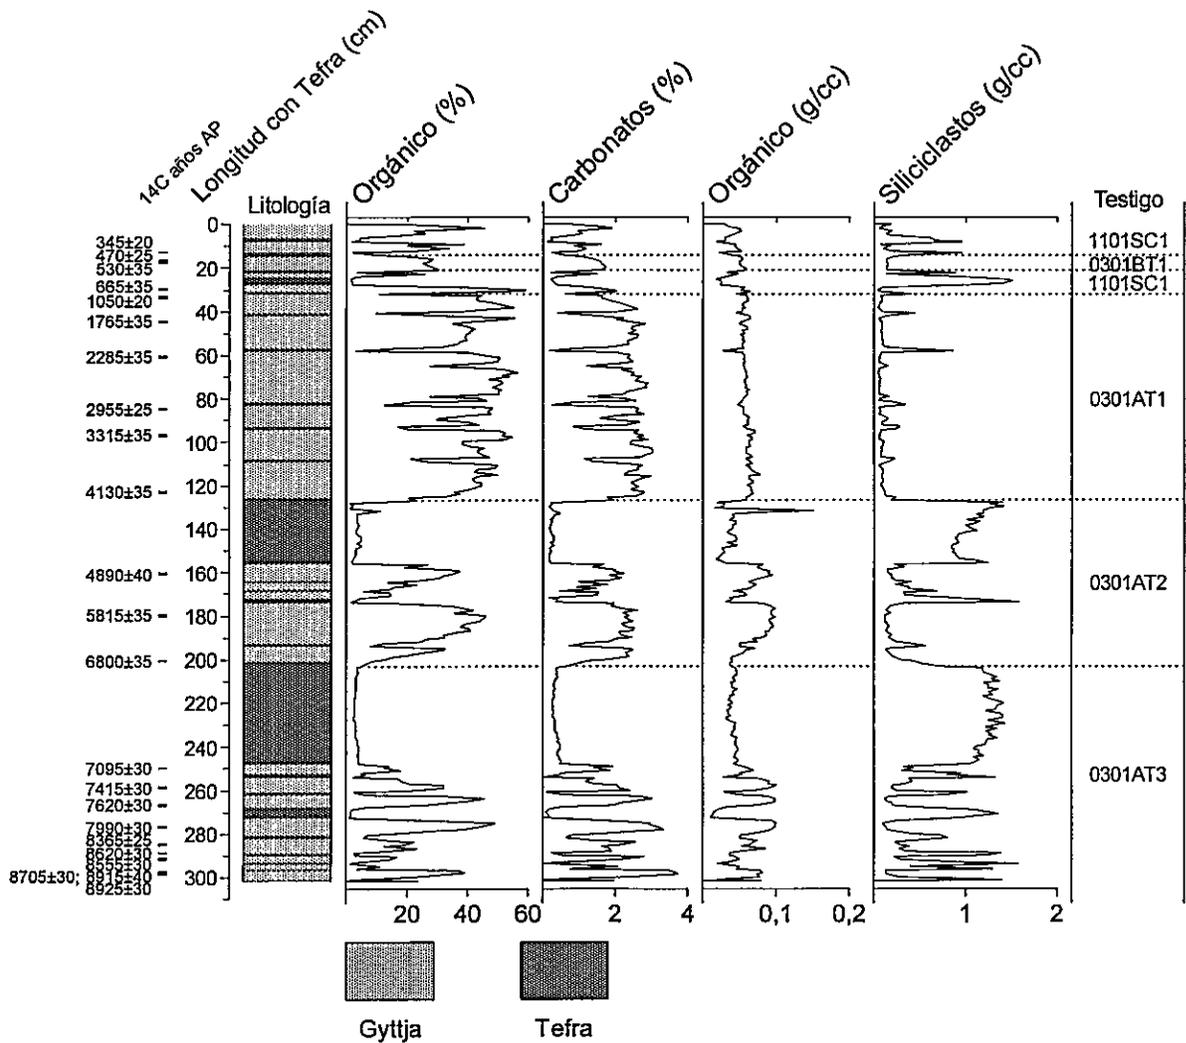 14C años AP
Longitud con Tefra (cm)
Orgánico (%)
Carbonatos (%)
Orgánico (g/cc)
Siliciclastos (g/cc)
Litología
Testigo
0
345±20
1101SC1
470±25
20
530±35
0301BT1
665±35
1101SC1
1050±20
40
1765±35
60
2285±35
80
2955±25
0301AT1
3315±35
100
120
4130±35
140
160
4890±40
0301AT2
180
5815±35
200
6800±35
220
240
7095±30
0301AT3
7415±30
260
7620±30
7990±30
280
8365±25
8620±30
8555±30
8705±30; 8915±40
300
8925±30
20 40 60 2 4 0,1 0,2 1 2
Gyttja
Tefra